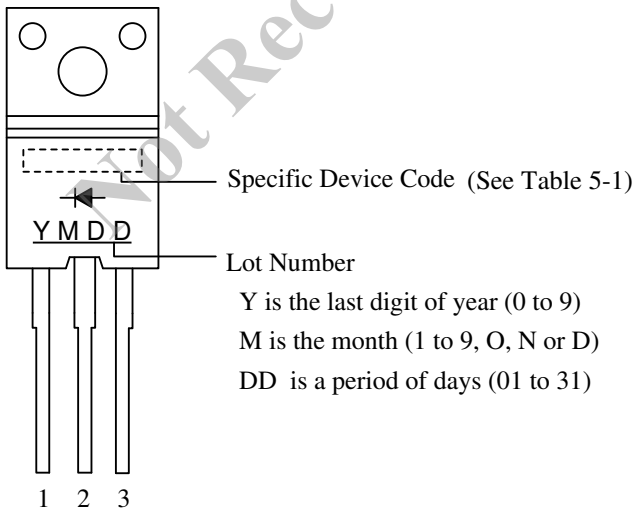 Not Rec
Specific Device Code (See Table 5-1)
Y M D D
Lot Number
Y is the last digit of year (0 to 9)
M is the month (1 to 9, O, N or D)
DD is a period of days (01 to 31)
1 2 3